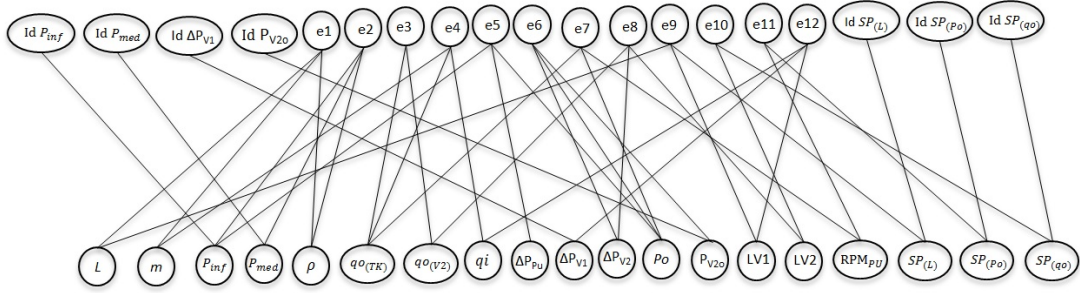 Id P_inf Id P_med Id ΔP_V1 Id P_V2o e1 e2 e3 e4 e5 e6 e7 e8 e9 e10 e11 e12 Id SP_(L) Id SP_(Po) Id SP_(qo)
L m P_inf P_med ρ qo_(TK) qo_(V2) qi ΔP_Pu ΔP_V1 ΔP_V2 Po P_V2o LV1 LV2 RPM_PU SP_(L) SP_(Po) SP_(qo)